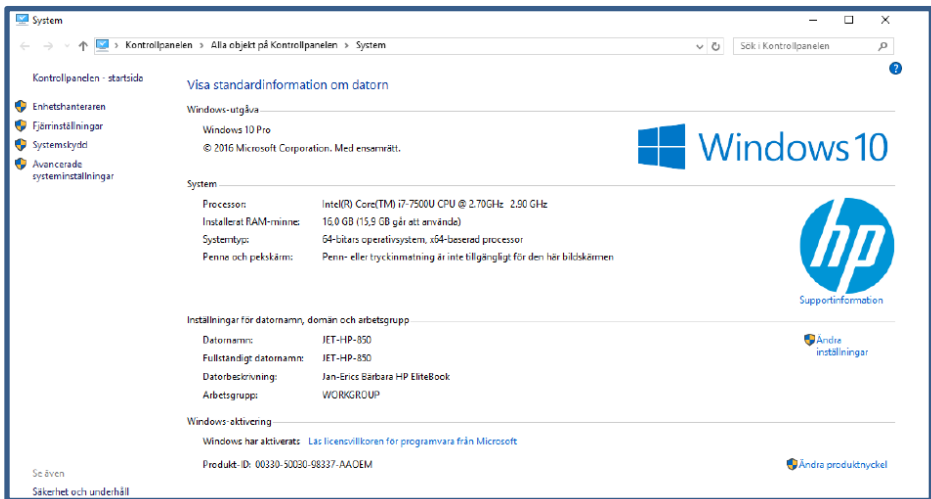 System
Kontrollpanelen > Alla objekt på Kontrollpanelen > System
Sök i Kontrollpanelen
Kontrollpanelen - startsida
Enhetshanteraren
Fjärrinställningar
Systemskydd
Avancerade
systeminställningar
Visa standardinformation om datorn
Windows-utgåva
Windows 10 Pro
© 2016 Microsoft Corporation. Med ensamrätt.
Windows 10
System
Processor: Intel(R) Core(TM) i7-7500U CPU @ 2.70GHz 2.90 GHz
Installerat RAM-minne: 16,0 GB (15,9 GB går att använda)
Systemtyp: 64-bitars operativsystem, x64-baserad processor
Penna och pekskärm: Penn- eller tryckinmatning är inte tillgängligt för den här bildskärmen
hp
Supportinformation
Inställningar för datornamn, domän och arbetsgrupp
Datornamn: JET-HP-850
Fullständigt datornamn: JET-HP-850
Datorbeskrivning: Jan-Erics Bärbara HP EliteBook
Arbetsgrupp: WORKGROUP
Ändra
inställningar
Windows-aktivering
Windows har aktiverats Läs licensvillkoren för programvara från Microsoft
Produkt-ID: 00330-50030-98337-AAOEM
Ändra produktnyckel
Se även
Säkerhet och underhåll